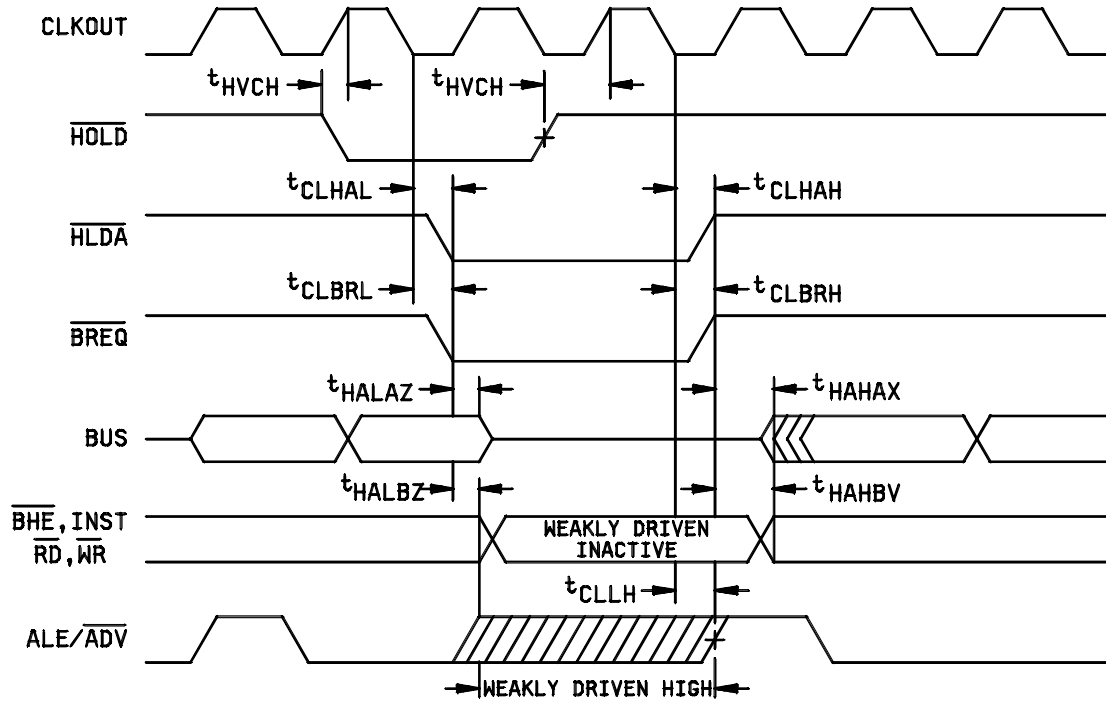 CLKOUT
tHVCH
tHVCH
HOLD
tCLHAL
tCLHAH
HLDA
tCLBRL
tCLBRH
BREQ
tHALAZ
tHAHAX
BUS
tHALBZ
tHAHBV
BHE, INST
RD, WR
WEAKLY DRIVEN
INACTIVE
tCLLH
ALE/ADV
WEAKLY DRIVEN HIGH